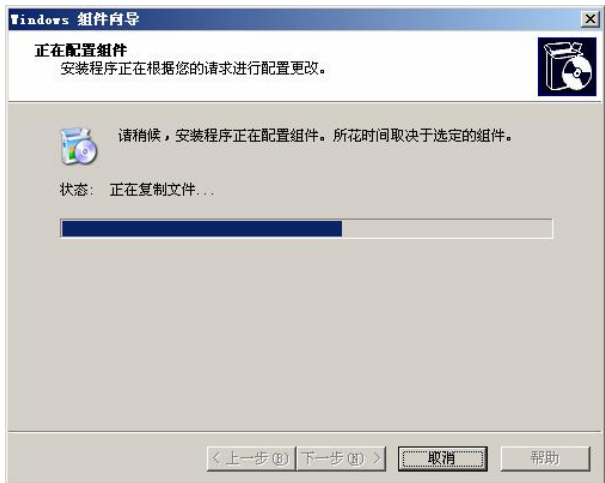 Windows 组件向导
正在配置组件
安装程序正在根据您的请求进行配置更改。
请稍候，安装程序正在配置组件。所花时间取决于选定的组件。
状态: 正在复制文件...
< 上一步(B) 下一步(N) > 取消 帮助